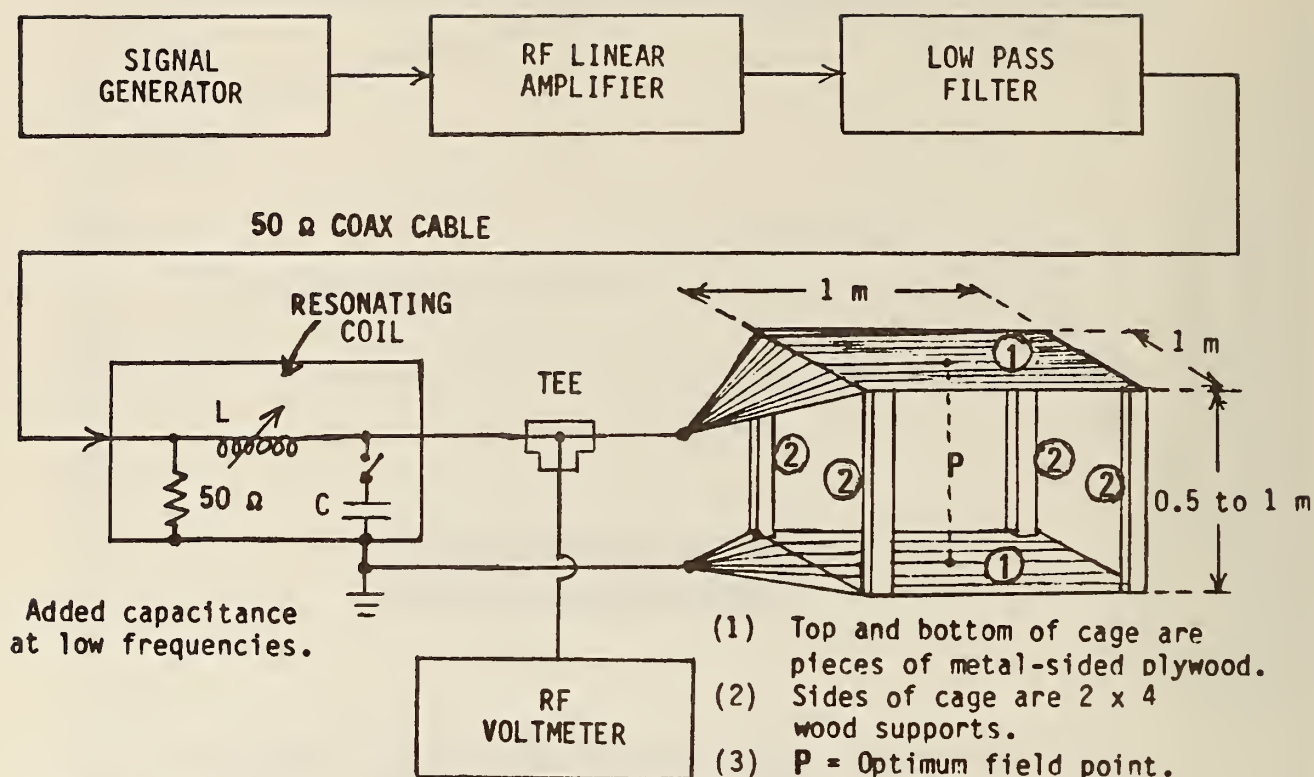 SIGNAL
GENERATOR
RF LINEAR
AMPLIFIER
LOW PASS
FILTER
50 Ω COAX CABLE
RESONATING
COIL
L
50 Ω
C
TEE
1 m
1 m
0.5 to 1 m
1
2
2
P
2
2
1
Added capacitance
at low frequencies.
RF
VOLTMETER
(1) Top and bottom of cage are
pieces of metal-sided plywood.
(2) Sides of cage are 2 x 4
wood supports.
(3) P = Optimum field point.